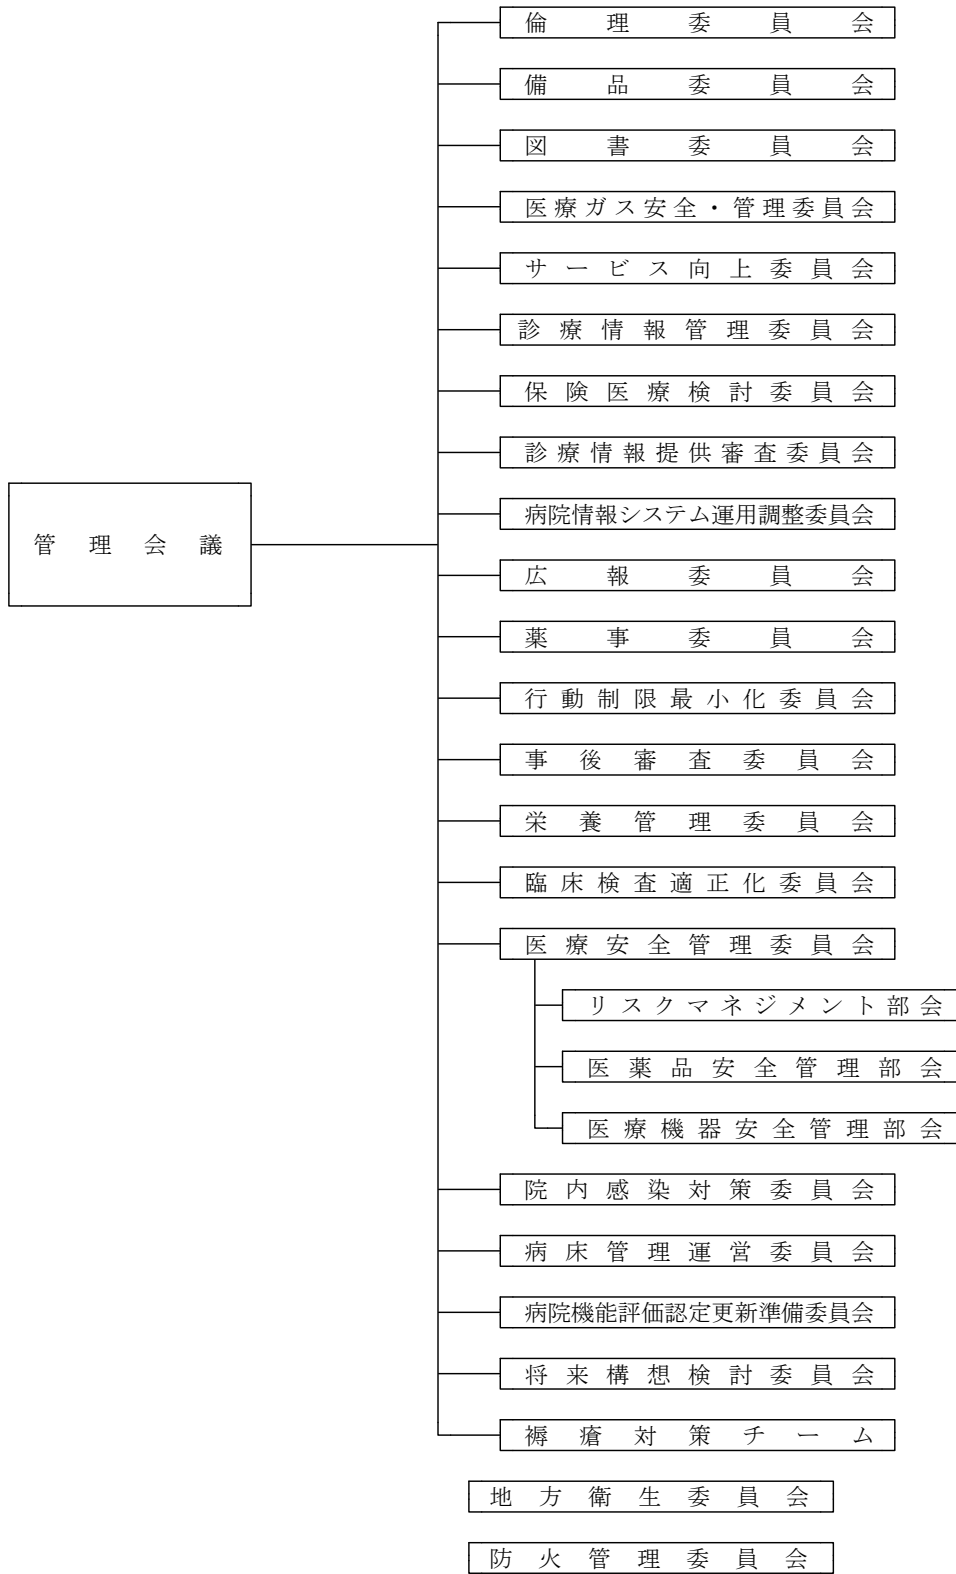 倫理委員会
備品委員会
図書委員会
医療ガス安全・管理委員会
サービス向上委員会
診療情報管理委員会
保険医療検討委員会
診療情報提供審査委員会
病院情報システム運用調整委員会
管理会議
広報委員会
薬事委員会
行動制限最小化委員会
事後審査委員会
栄養管理委員会
臨床検査適正化委員会
医療安全管理委員会
リスクマネジメント部会
医薬品安全管理部会
医療機器安全管理部会
院内感染対策委員会
病床管理運営委員会
病院機能評価認定更新準備委員会
将来構想検討委員会
褥瘡対策チーム
地方衛生委員会
防火管理委員会